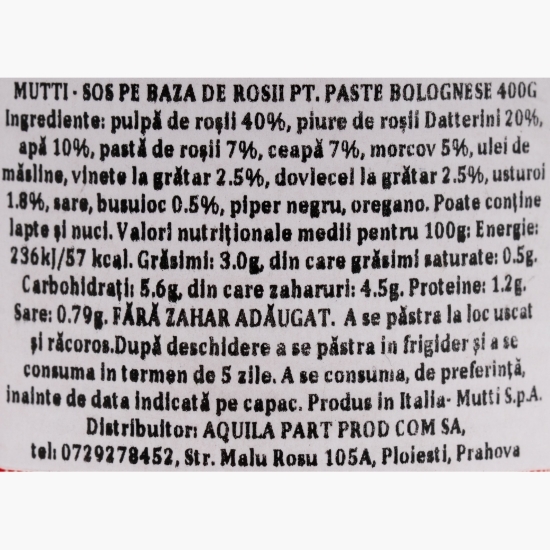 MUTTI - SOS PE BAZA DE ROSII PT. PASTE BOLOGNESE 400G
Ingrediente: pulpă de roșii 40%, piure de roșii Datterini 20%,
apă 10%, pastă de roșii 7%, ceapă 7%, morcov 5%, ulei de
măsline, vinete la grătar 2.5%, dovlecei la grătar 2.5%, usturoi
1.8%, sare, busuioc 0.5%, piper negru, oregano. Poate conține
lapte și nuci. Valori nutriționale medii pentru 100g: Energie:
236kJ/57 kcal. Grăsimi: 3.0g, din care grăsimi saturate: 0.5g.
Carbohidrați: 5.6g, din care zaharuri: 4.5g. Proteine: 1.2g.
Sare: 0.79g. FĂRĂ ZAHAR ADĂUGAT. A se păstra la loc uscat
și răcoros.După deschidere a se păstra in frigider și a se
consuma in termen de 5 zile. A se consuma, de preferință,
inainte de data indicată pe capac. Produs in Italia- Mutti S.p.A.
Distribuitor: AQUILA PART PROD COM SA,
tel: 0729278452, Str. Malu Rosu 105A, Ploiesti, Prahova